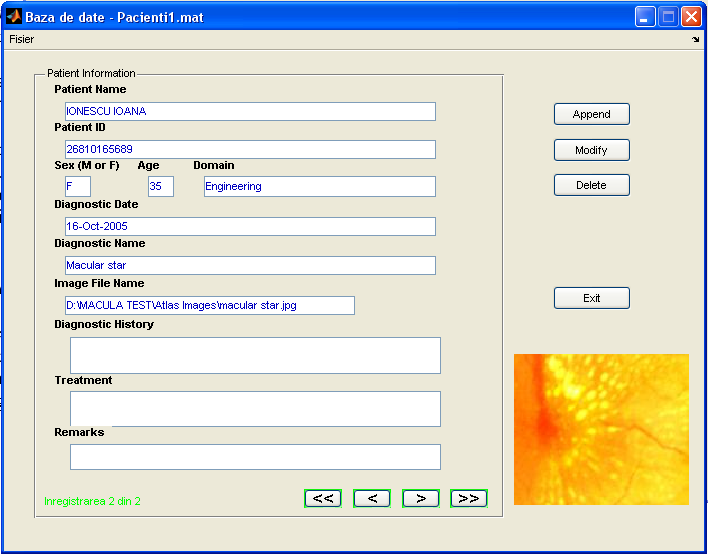 Baza de date - Pacienti1.mat
Fisier
Patient Information
Patient Name
IONESCU IOANA
Patient ID
26810165689
Sex (M or F) Age Domain
F 35 Engineering
Diagnostic Date
16-Oct-2005
Diagnostic Name
Macular star
Image File Name
D:\MACULA TEST\Atlas Images\macular star.jpg
Diagnostic History
Treatment
Remarks
Inregistrarea 2 din 2
<< < > >>
Append
Modify
Delete
Exit